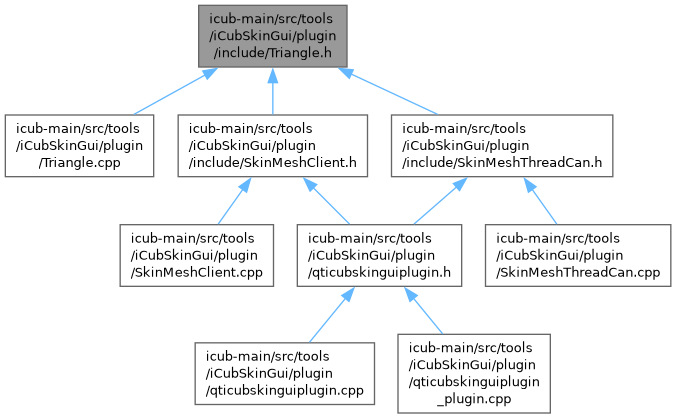 icub-main/src/tools
/iCubSkinGui/plugin
/include/Triangle.h
icub-main/src/tools
/iCubSkinGui/plugin
/Triangle.cpp
icub-main/src/tools
/iCubSkinGui/plugin
/include/SkinMeshClient.h
icub-main/src/tools
/iCubSkinGui/plugin
/include/SkinMeshThreadCan.h
icub-main/src/tools
/iCubSkinGui/plugin
/SkinMeshClient.cpp
icub-main/src/tools
/iCubSkinGui/plugin
/qticubskinguiplugin.h
icub-main/src/tools
/iCubSkinGui/plugin
/SkinMeshThreadCan.cpp
icub-main/src/tools
/iCubSkinGui/plugin
/qticubskinguiplugin.cpp
icub-main/src/tools
/iCubSkinGui/plugin
/qticubskinguiplugin
_plugin.cpp